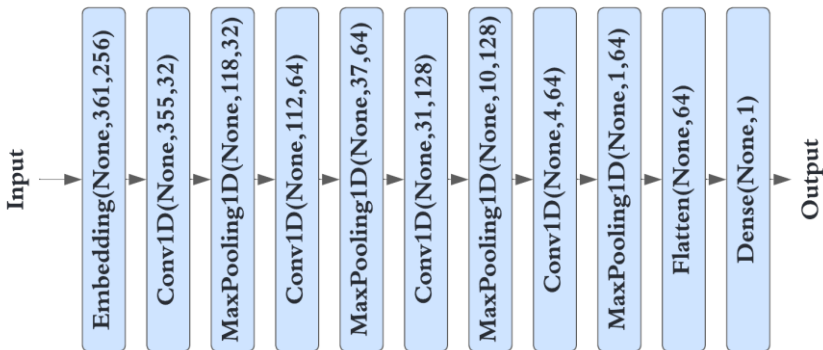 Input
Embedding(None,361,256)
Conv1D(None,355,32)
MaxPooling1D(None,118,32)
Conv1D(None,112,64)
MaxPooling1D(None,37,64)
Conv1D(None,31,128)
MaxPooling1D(None,10,128)
Conv1D(None,4,64)
MaxPooling1D(None,1,64)
Flatten(None,64)
Dense(None,1)
Output